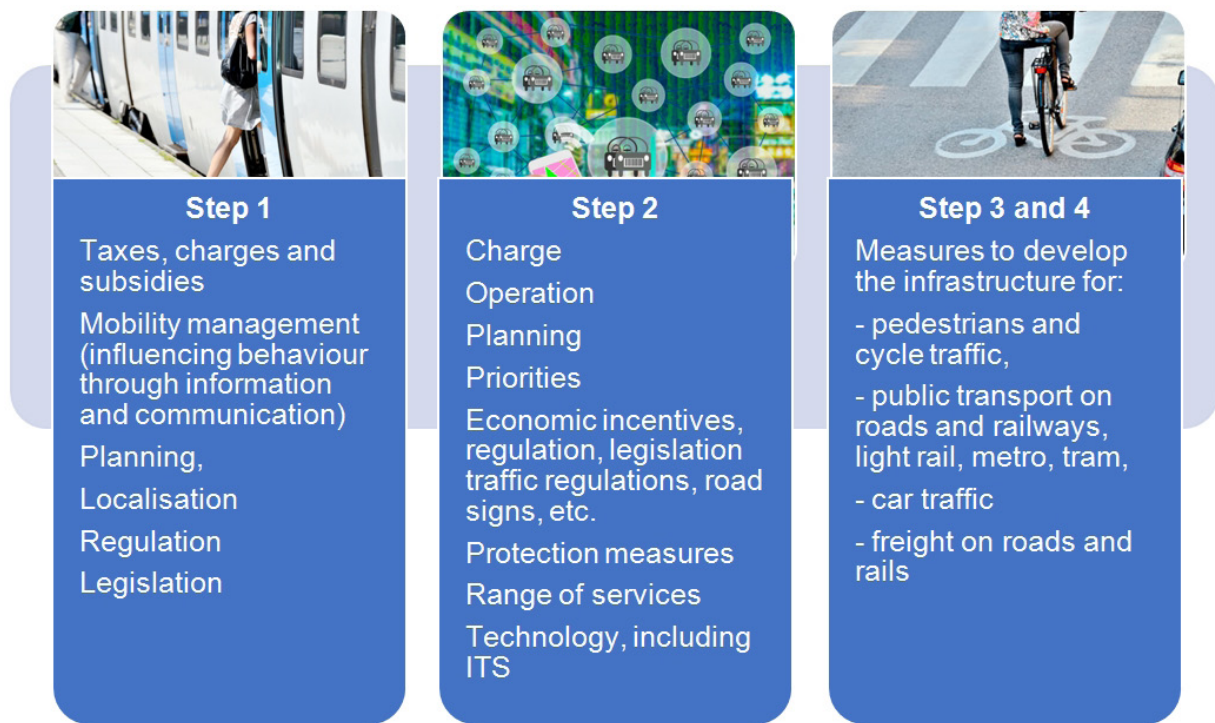 Step 1
Taxes, charges and
subsidies
Mobility management
(influencing behaviour
through information
and communication)
Planning,
Localisation
Regulation
Legislation
Step 2
Charge
Operation
Planning
Priorities
Economic incentives,
regulation, legislation
traffic regulations, road
signs, etc.
Protection measures
Range of services
Technology, including
ITS
Step 3 and 4
Measures to develop
the infrastructure for:
- pedestrians and
cycle traffic,
- public transport on
roads and railways,
light rail, metro, tram,
- car traffic
- freight on roads and
rails